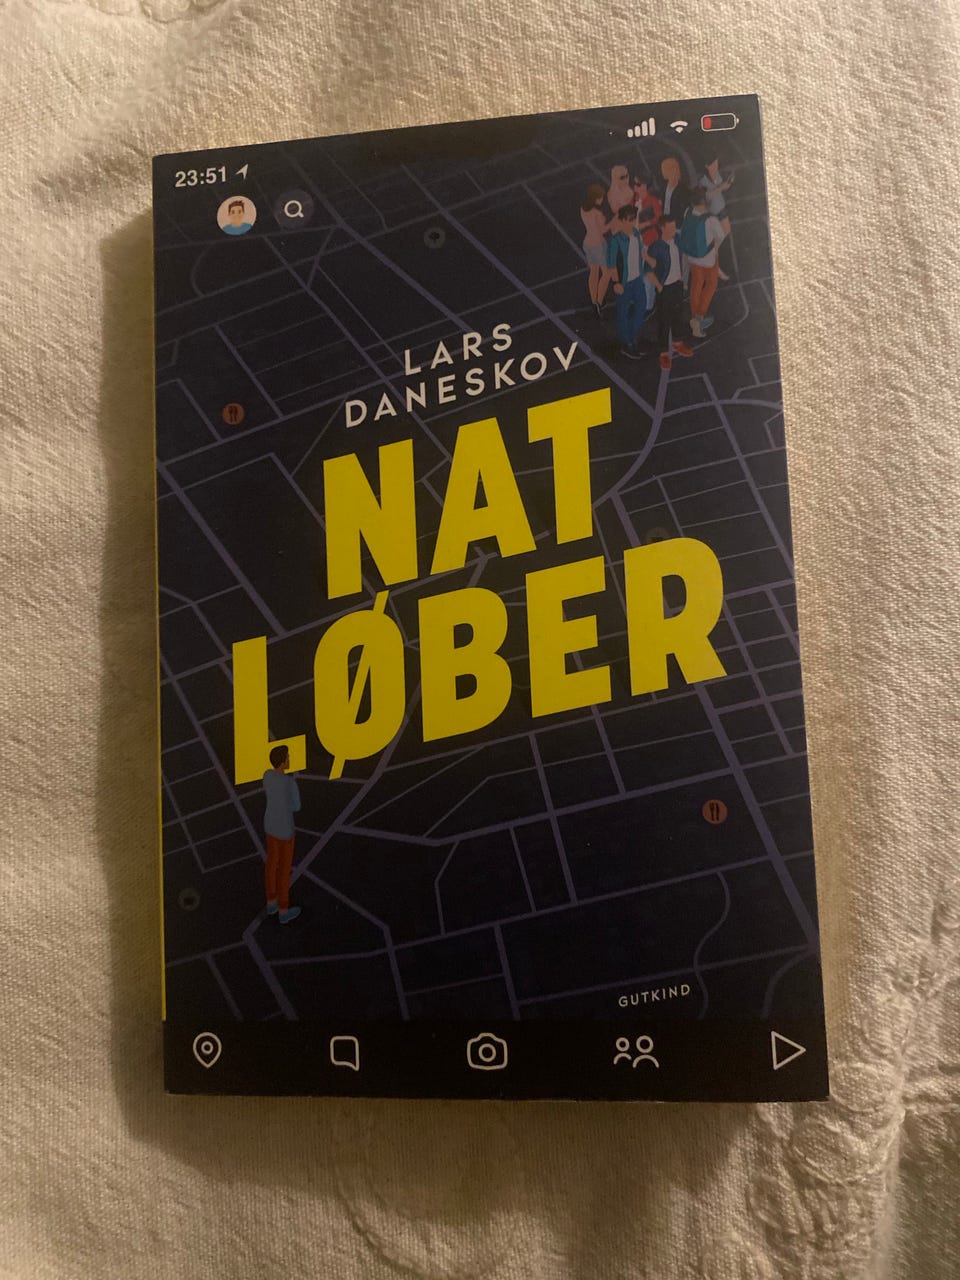 23:51
LARS
DANESKOV
NAT
LØBER
GUTKIND